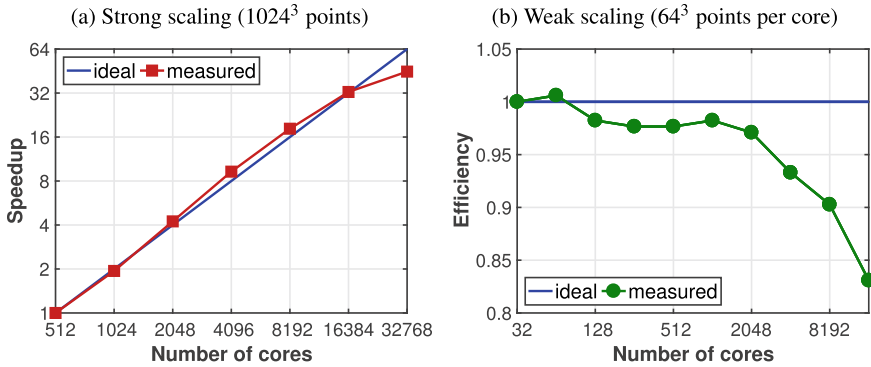 (a) Strong scaling (1024³ points)
64
32
16
8
4
2
1
Speedup
ideal
measured
512 1024 2048 4096 8192 16384 32768
Number of cores
(b) Weak scaling (64³ points per core)
1.05
1
0.95
0.9
0.85
0.8
Efficiency
ideal
measured
32 128 512 2048 8192
Number of cores